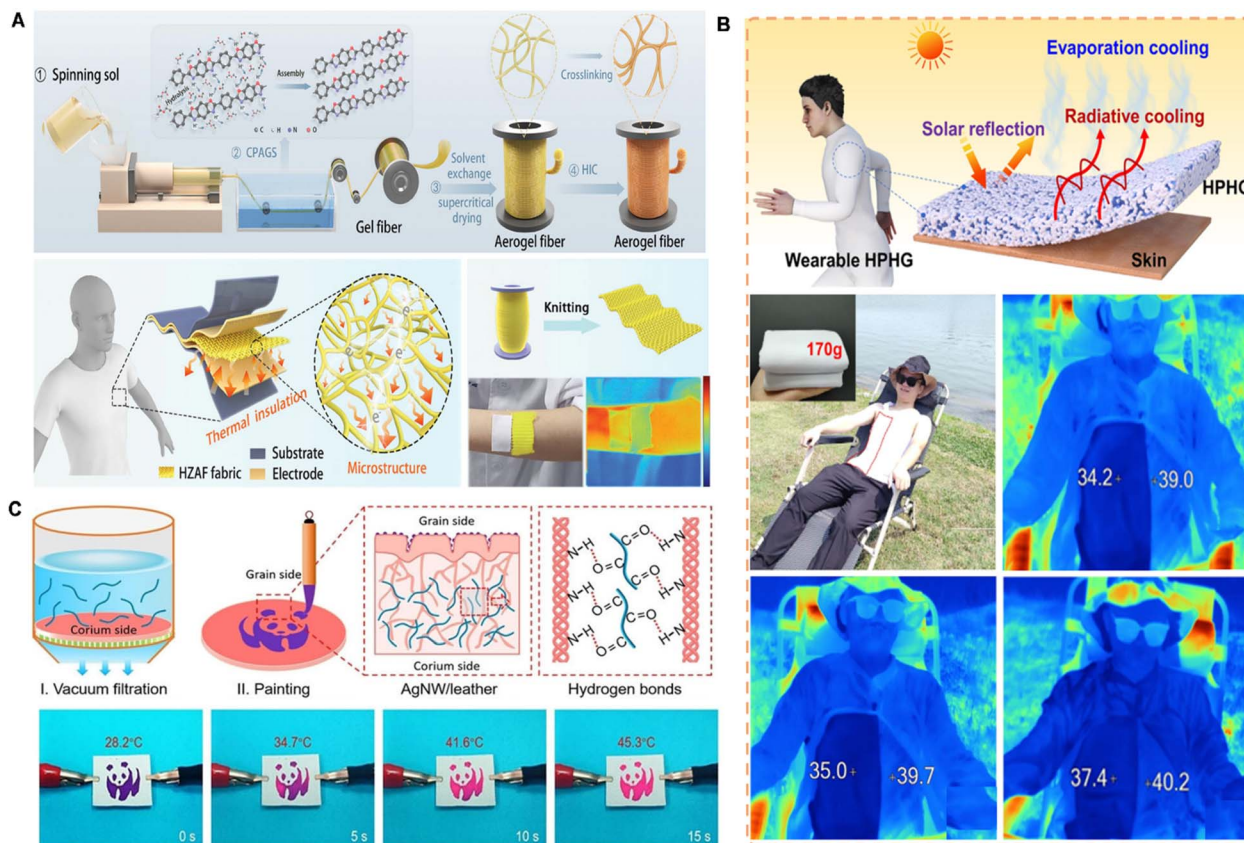 A
① Spinning sol
Hydrolysis
Assembly
C H N O
② CPAGS
Gel fiber
Solvent
exchange
③
supercritical
drying
Crosslinking
④ HIC
Aerogel fiber
Aerogel fiber
Thermal insulation
e⁻
e⁻
e⁻
Microstructure
Substrate
HZAF fabric
Electrode
Knitting
B
Evaporation cooling
Solar reflection
Radiative cooling
HPHG
Wearable HPHG
Skin
170g
34.2+
+39.0
35.0+
+39.7
37.4+
+40.2
C
Corium side
I. Vacuum filtration
Grain side
II. Painting
Grain side
Corium side
AgNW/leather
N-H
O=C
C=O
H-N
N-H
O=C
C=O
H-N
N-H
O=C
C=O
H-N
Hydrogen bonds
28.2°C
0 s
34.7°C
5 s
41.6°C
10 s
45.3°C
15 s